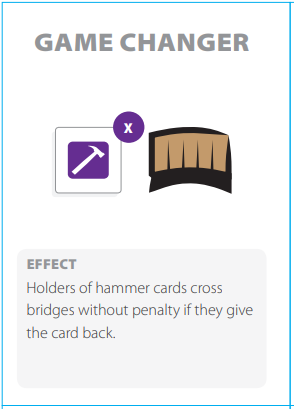 GAME CHANGER
x
EFFECT
Holders of hammer cards cross
bridges without penalty if they give
the card back.